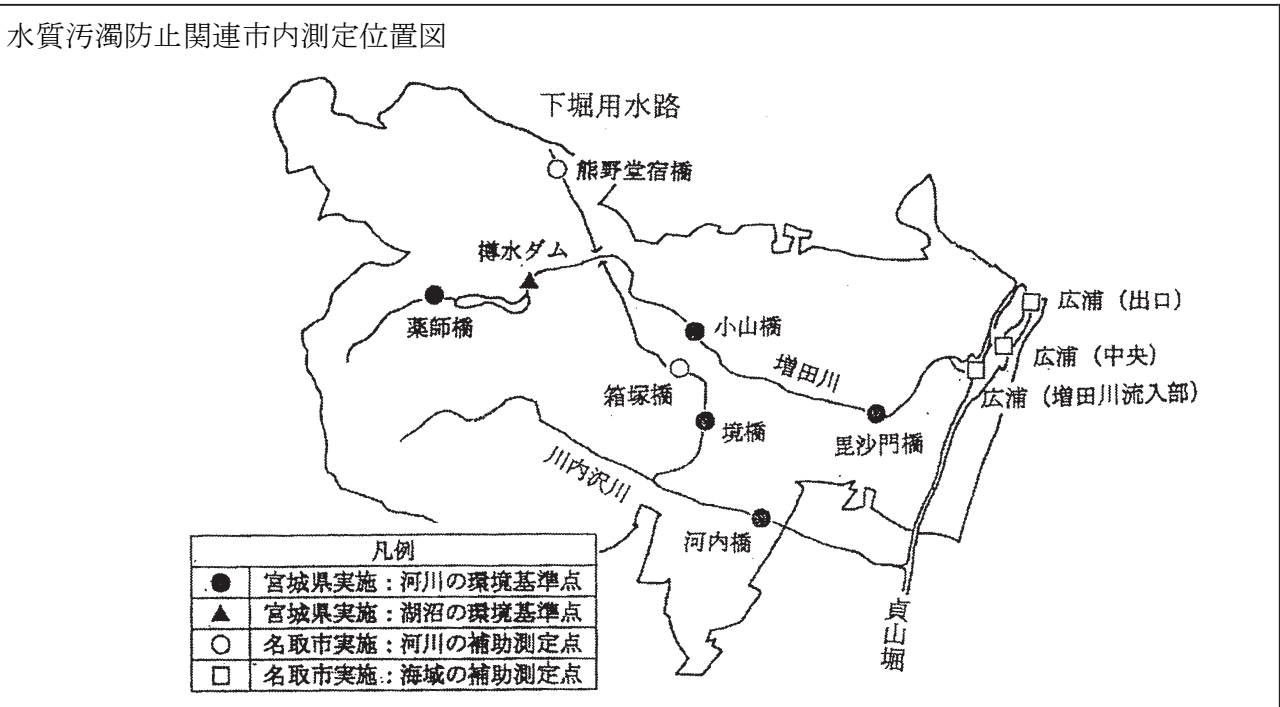 水質汚濁防止関連市内測定位置図
下堀用水路
熊野堂宿橋
樽水ダム
薬師橋
小山橋
増田川
箱塚橋
境橋
毘沙門橋
広浦（出口）
広浦（中央）
広浦（増田川流入部）
川内沢川
河内橋
貞山堀
凡例
● 宮城県実施：河川の環境基準点
▲ 宮城県実施：湖沼の環境基準点
○ 名取市実施：河川の補助測定点
□ 名取市実施：海域の補助測定点